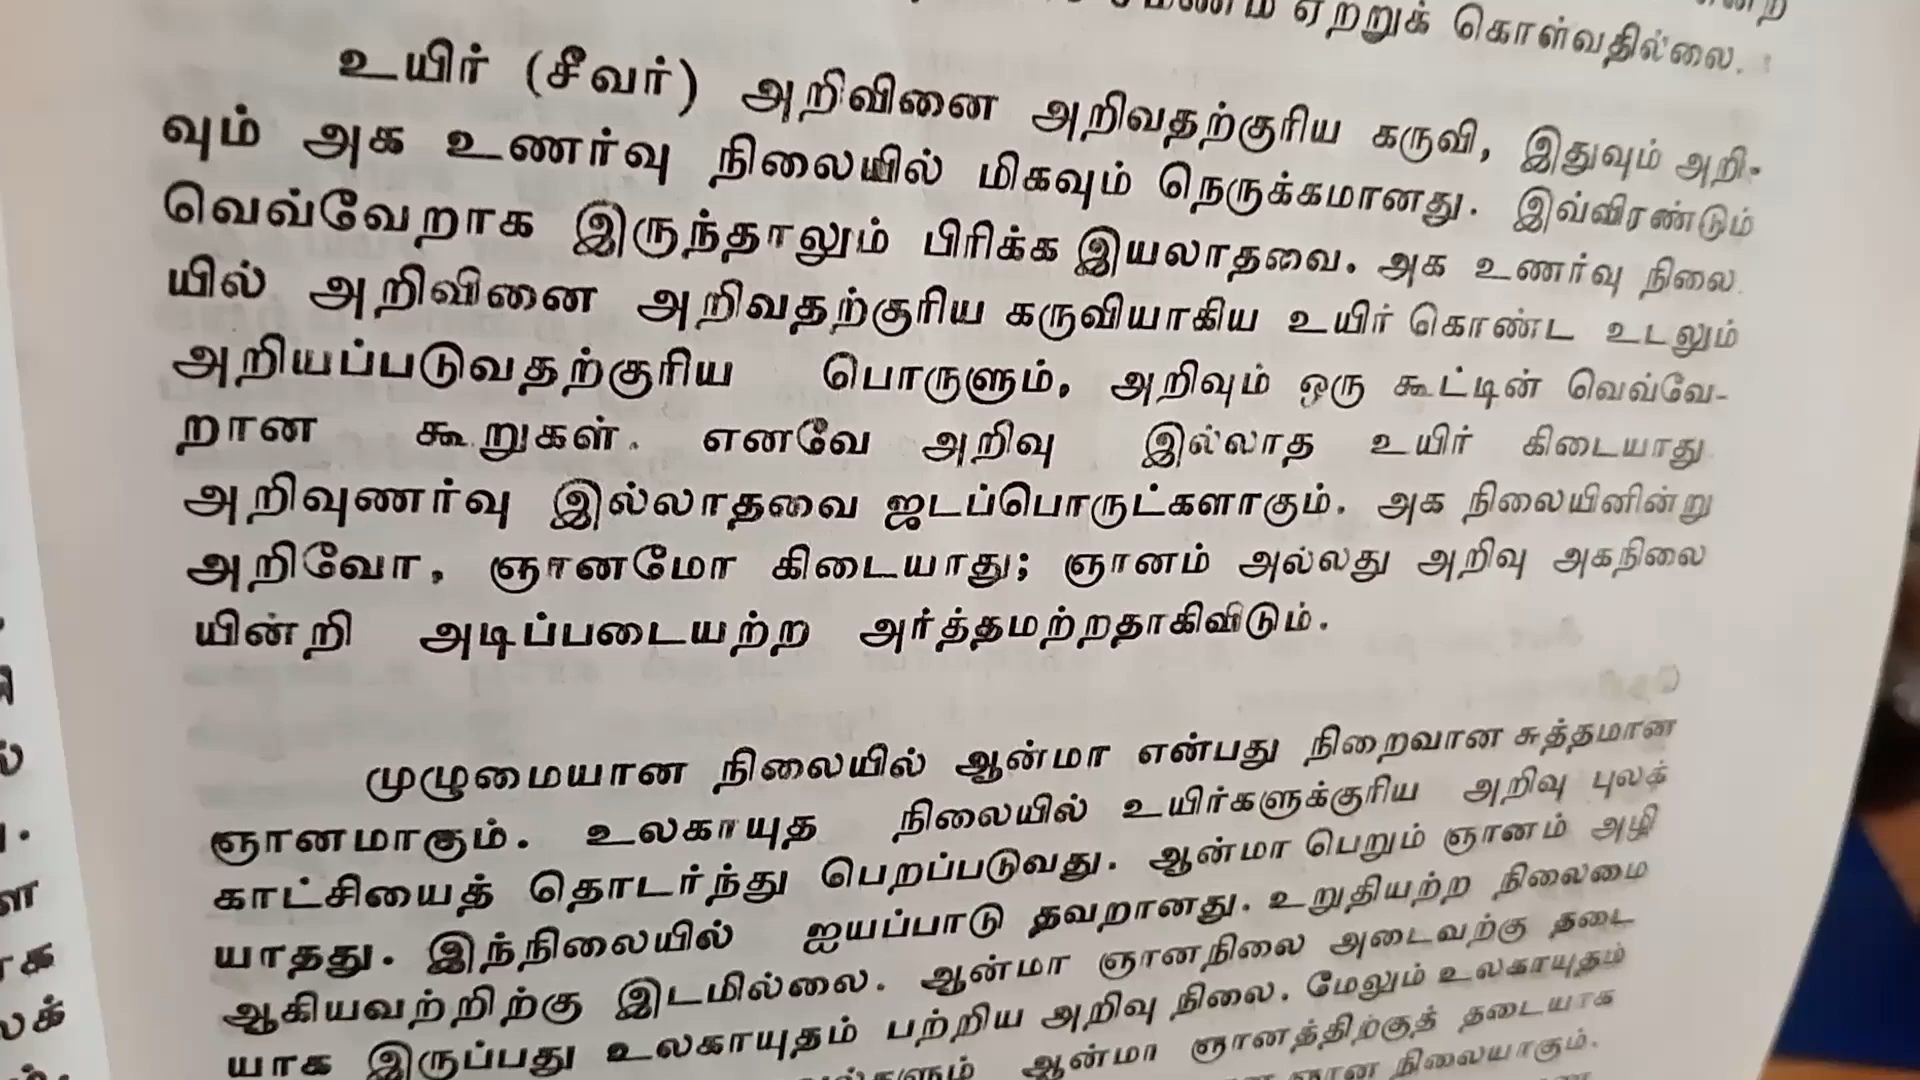 ஏற்றுக் கொள்வதில்லை.
உயிர் (சீவர்) அறிவினை அறிவதற்குரிய கருவி, இதுவும் அறி-
வும் அக உணர்வு நிலையில் மிகவும் நெருக்கமானது. இவ்விரண்டும்
வெவ்வேறாக இருந்தாலும் பிரிக்க இயலாதவை. அக உணர்வு நிலை
யில் அறிவினை அறிவதற்குரிய கருவியாகிய உயிர் கொண்ட உடலும்
அறியப்படுவதற்குரிய பொருளும், அறிவும் ஒரு கூட்டின் வெவ்வே-
றான கூறுகள். எனவே அறிவு இல்லாத உயிர் கிடையாது
அறிவுணர்வு இல்லாதவை ஜடப்பொருட்களாகும். அக நிலையினின்று
அறிவோ, ஞானமோ கிடையாது; ஞானம் அல்லது அறிவு அகநிலை
யின்றி அடிப்படையற்ற அர்த்தமற்றதாகிவிடும்.
முழுமையான நிலையில் ஆன்மா என்பது நிறைவான சுத்தமான
ஞானமாகும். உலகாயுத நிலையில் உயிர்களுக்குரிய அறிவு புலக்
காட்சியைத் தொடர்ந்து பெறப்படுவது. ஆன்மா பெறும் ஞானம் அழி
யாதது. இந்நிலையில் ஐயப்பாடு தவறானது. உறுதியற்ற நிலைமை
ஆகியவற்றிற்கு இடமில்லை. ஆன்மா ஞானநிலை அடைவற்கு தடை
யாக இருப்பது உலகாயுதம் பற்றிய அறிவு நிலை. மேலும் உலகாயுதம்
ஆன்மா ஞானத்திற்குத் தடையாக
நிலையாகும்.